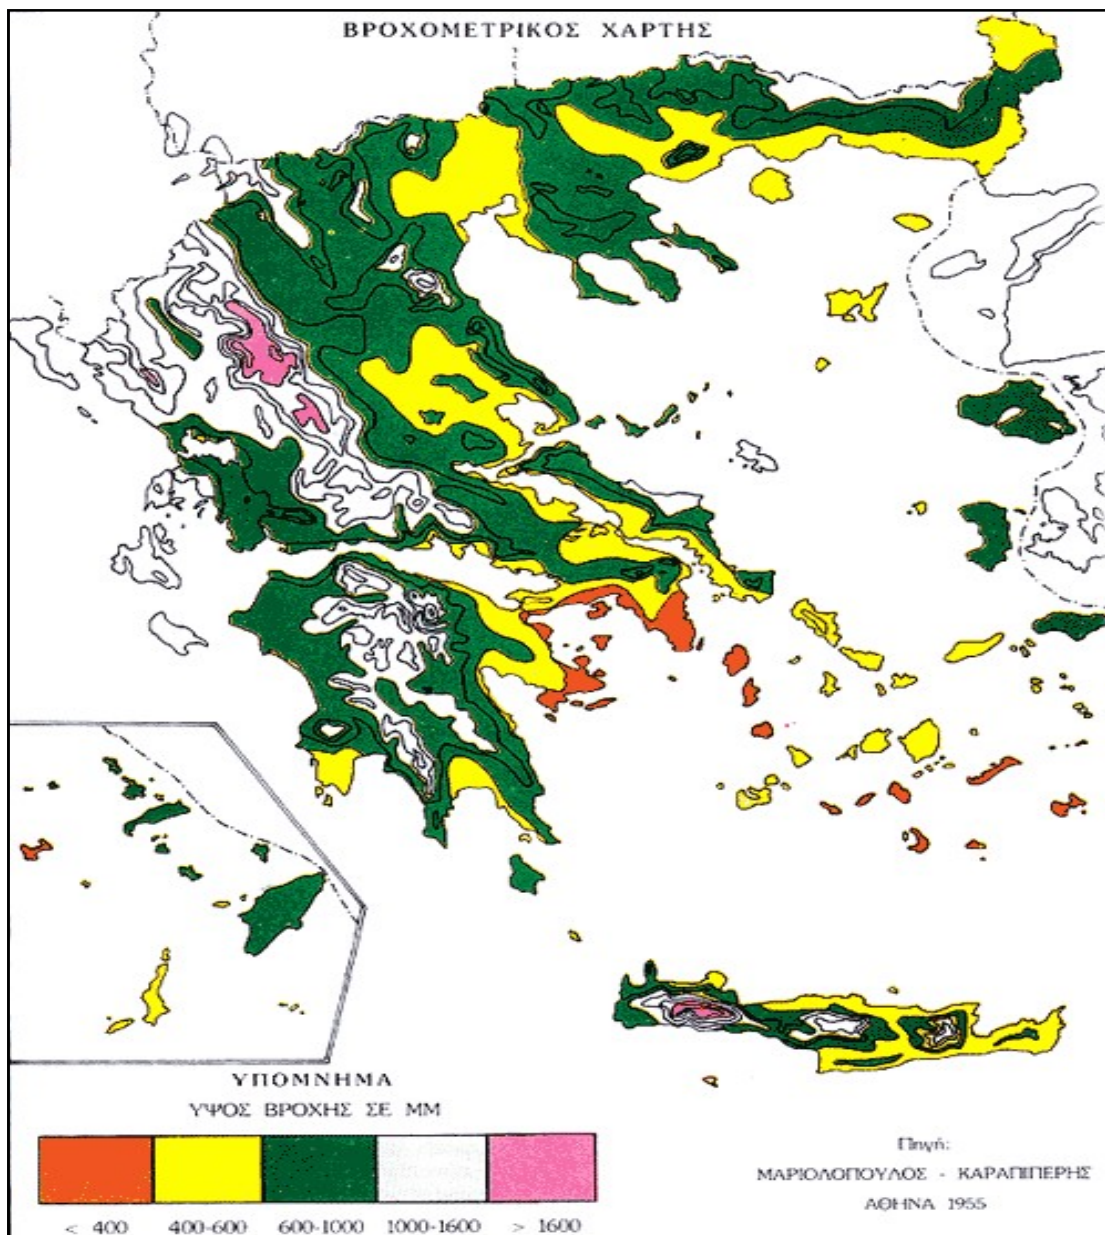 ΒΡΟΧΟΜΕΤΡΙΚΟΣ ΧΑΡΤΗΣ
ΥΠΟΜΝΗΜΑ
ΥΨΟΣ ΒΡΟΧΗΣ ΣΕ ΜΜ
< 400 400-600 600-1000 1000-1600 > 1600
Πηγή:
ΜΑΡΙΟΛΟΠΟΥΛΟΣ - ΚΑΡΑΠΙΠΕΡΗΣ
ΑΘΗΝΑ 1955